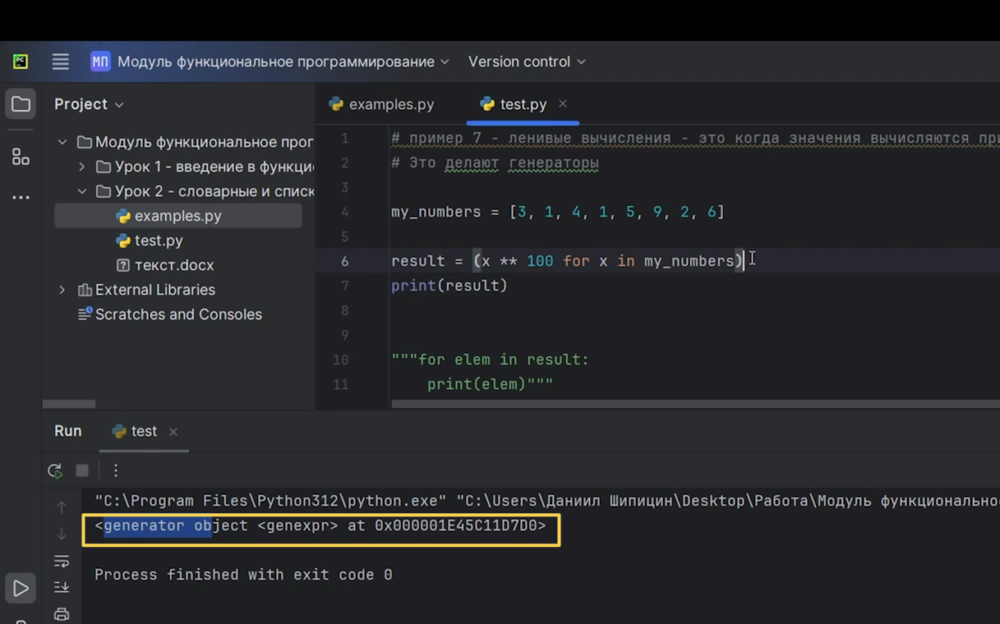 PC
МП Модуль функциональное программирование Version control
Project
examples.py
test.py
Модуль функциональное прог
Урок 1 - введение в функци
Урок 2 - словарные и списк
examples.py
test.py
текст.docx
External Libraries
Scratches and Consoles
1 # пример 7 - ленивые вычисления - это когда значения вычисляются пр
2 # Это делают генераторы
3
4 my_numbers = [3, 1, 4, 1, 5, 9, 2, 6]
5
6 result = (x ** 100 for x in my_numbers)
7 print(result)
8
9
10 """for elem in result:
11 print(elem)"""
Run
test
"C:\Program Files\Python312\python.exe" "C:\Users\Даниил Шипицин\Desktop\Работа\Модуль функционально
<generator object <genexpr> at 0x000001E45C11D7D0>
Process finished with exit code 0